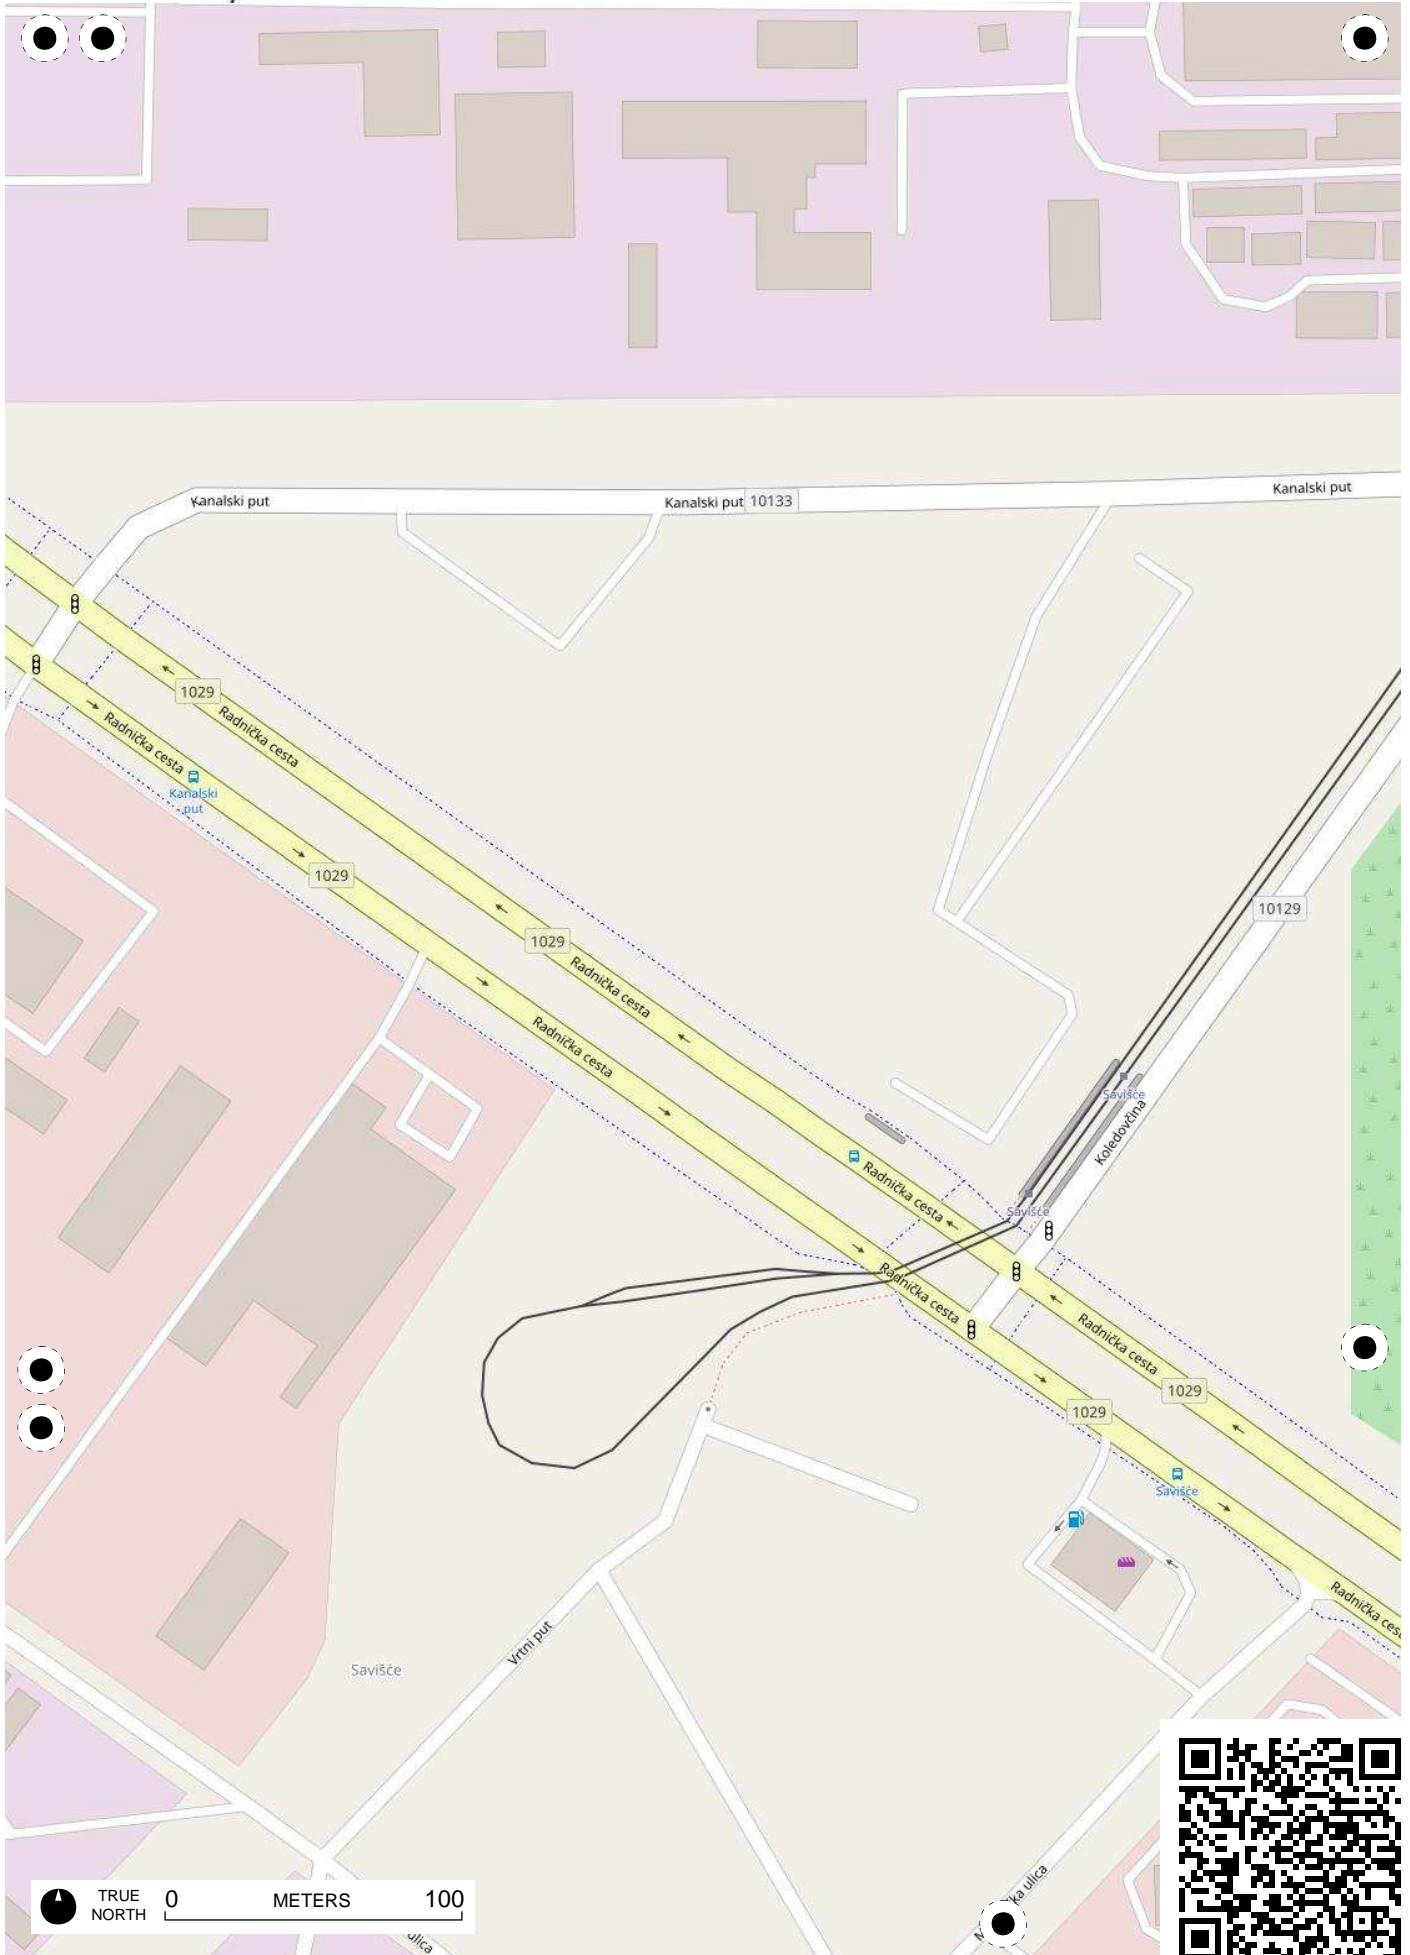 Kanalski put
Kanalski put
10133
Kanalski put
1029
Radnička cesta
Radnička cesta
Kanalski
put
1029
10129
1029
Radnička cesta
Radnička cesta
Savišće
Koledovčina
Radnička cesta
Savišće
Radnička cesta
Radnička cesta
1029
1029
Savišće
Radnička
Vrtni put
Savišće
TRUE
NORTH
0
METERS
100
ulica
ulica